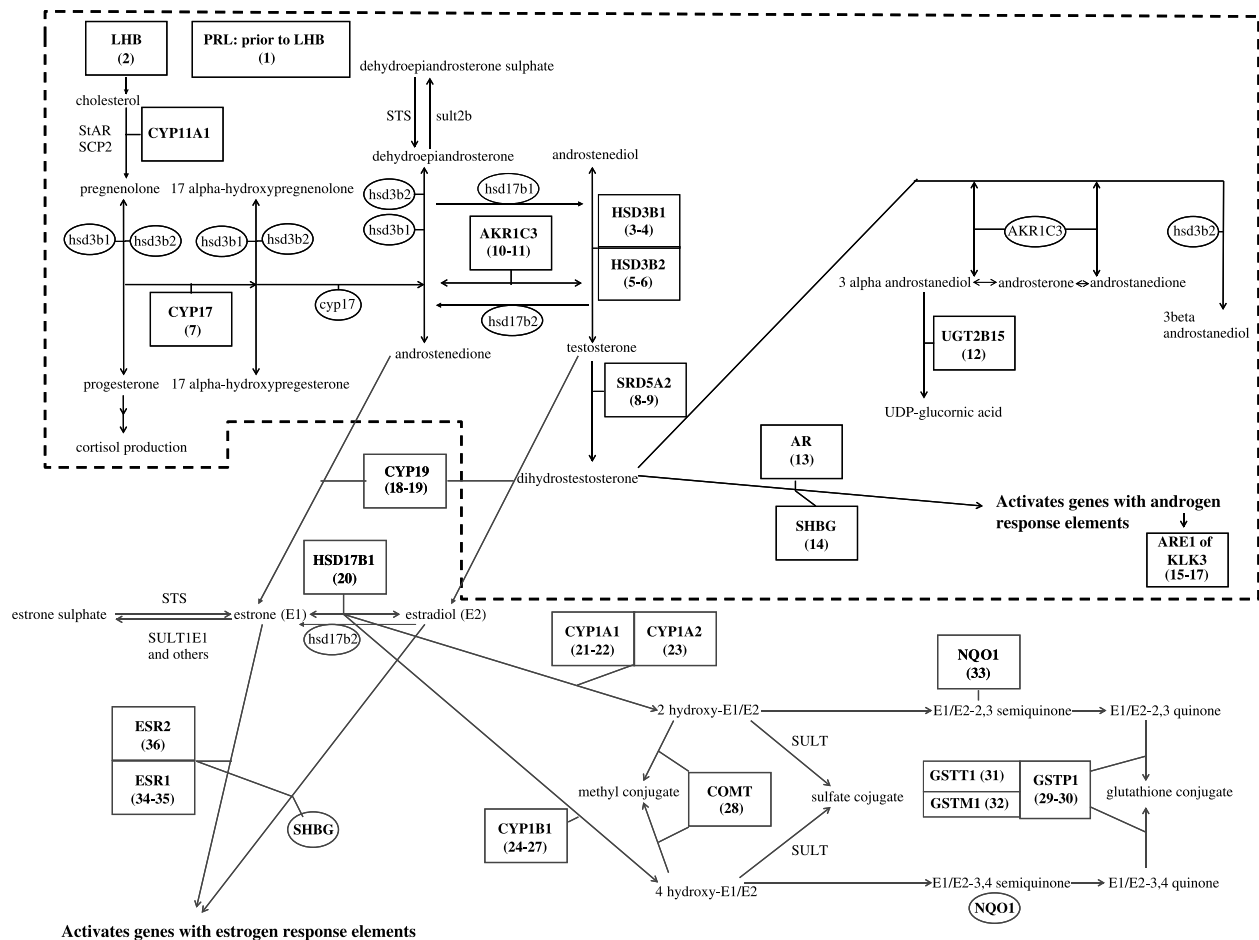 LHB
(2)
PRL: prior to LHB
(1)
dehydroepiandrosterone sulphate
cholesterol
StAR
SCP2
CYP11A1
STS
sult2b
dehydroepiandrosterone
androstenediol
pregnenolone
17 alpha-hydroxypregnenolone
hsd3b2
hsd17b1
hsd3b1
HSD3B1
(3-4)
HSD3B2
(5-6)
AKR1C3
(10-11)
hsd3b1
hsd3b2
hsd3b1
hsd3b2
AKR1C3
hsd3b2
CYP17
(7)
cyp17
hsd17b2
3 alpha androstanediol
androsterone
androstanedione
3beta
androstanediol
UGT2B15
(12)
UDP-glucornic acid
androstenedione
testosterone
progesterone
17 alpha-hydroxypregesterone
SRD5A2
(8-9)
cortisol production
CYP19
(18-19)
dihydrostestosterone
AR
(13)
SHBG
(14)
Activates genes with androgen
response elements
ARE1 of
KLK3
(15-17)
HSD17B1
(20)
estrone sulphate
STS
SULT1E1
and others
estrone (E1)
estradiol (E2)
hsd17b2
CYP1A1
(21-22)
CYP1A2
(23)
NQO1
(33)
2 hydroxy-E1/E2
E1/E2-2,3 semiquinone
E1/E2-2,3 quinone
ESR2
(36)
ESR1
(34-35)
SHBG
SULT
methyl conjugate
COMT
(28)
sulfate cojugate
GSTT1 (31)
GSTM1 (32)
GSTP1
(29-30)
glutathione conjugate
CYP1B1
(24-27)
SULT
4 hydroxy-E1/E2
E1/E2-3,4 semiquinone
E1/E2-3,4 quinone
NQO1
Activates genes with estrogen response elements